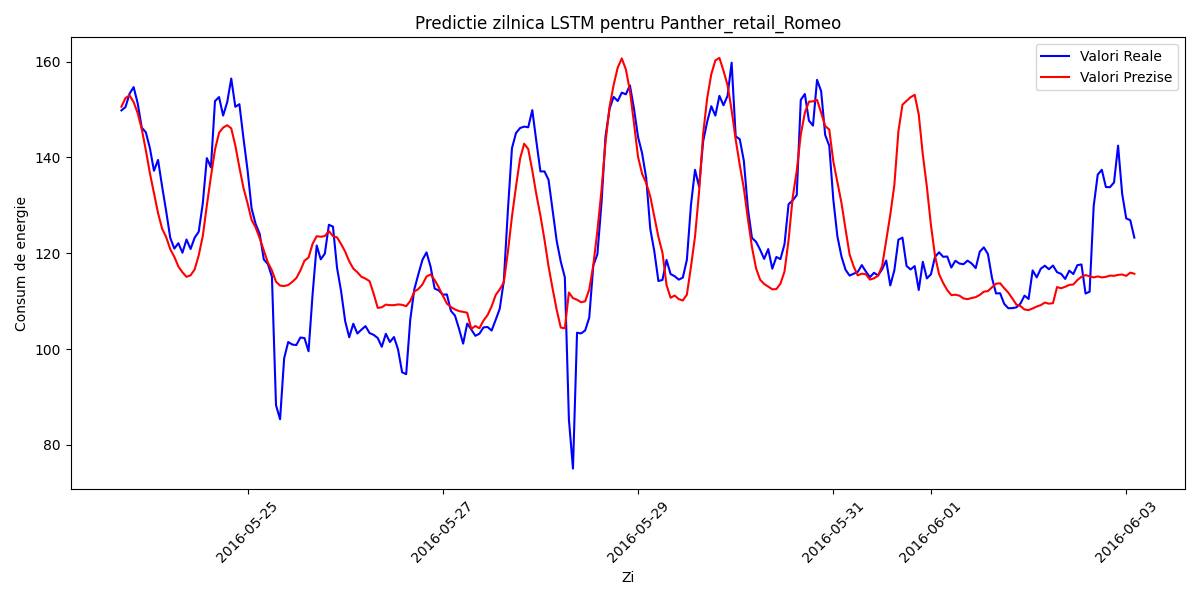 Predictie zilnica LSTM pentru Panther_retail_Romeo
Valori Reale
Valori Prezise
Consum de energie
160
140
120
100
80
2016-05-25
2016-05-27
2016-05-29
2016-05-31
2016-06-01
2016-06-03
Zi